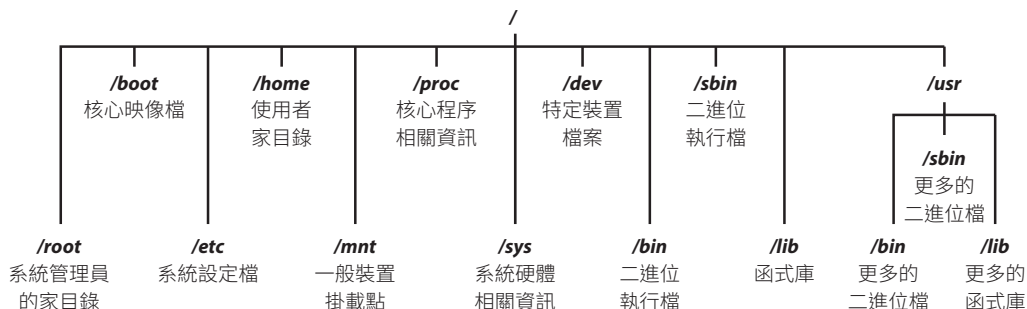 /
/boot
核心映像檔
/home
使用者
家目錄
/proc
核心程序
相關資訊
/dev
特定裝置
檔案
/sbin
二進位
執行檔
/usr
/sbin
更多的
二進位檔
/root
系統管理員
的家目錄
/etc
系統設定檔
/mnt
一般裝置
掛載點
/sys
系統硬體
相關資訊
/bin
二進位
執行檔
/lib
函式庫
/bin
更多的
二進位檔
/lib
更多的
函式庫